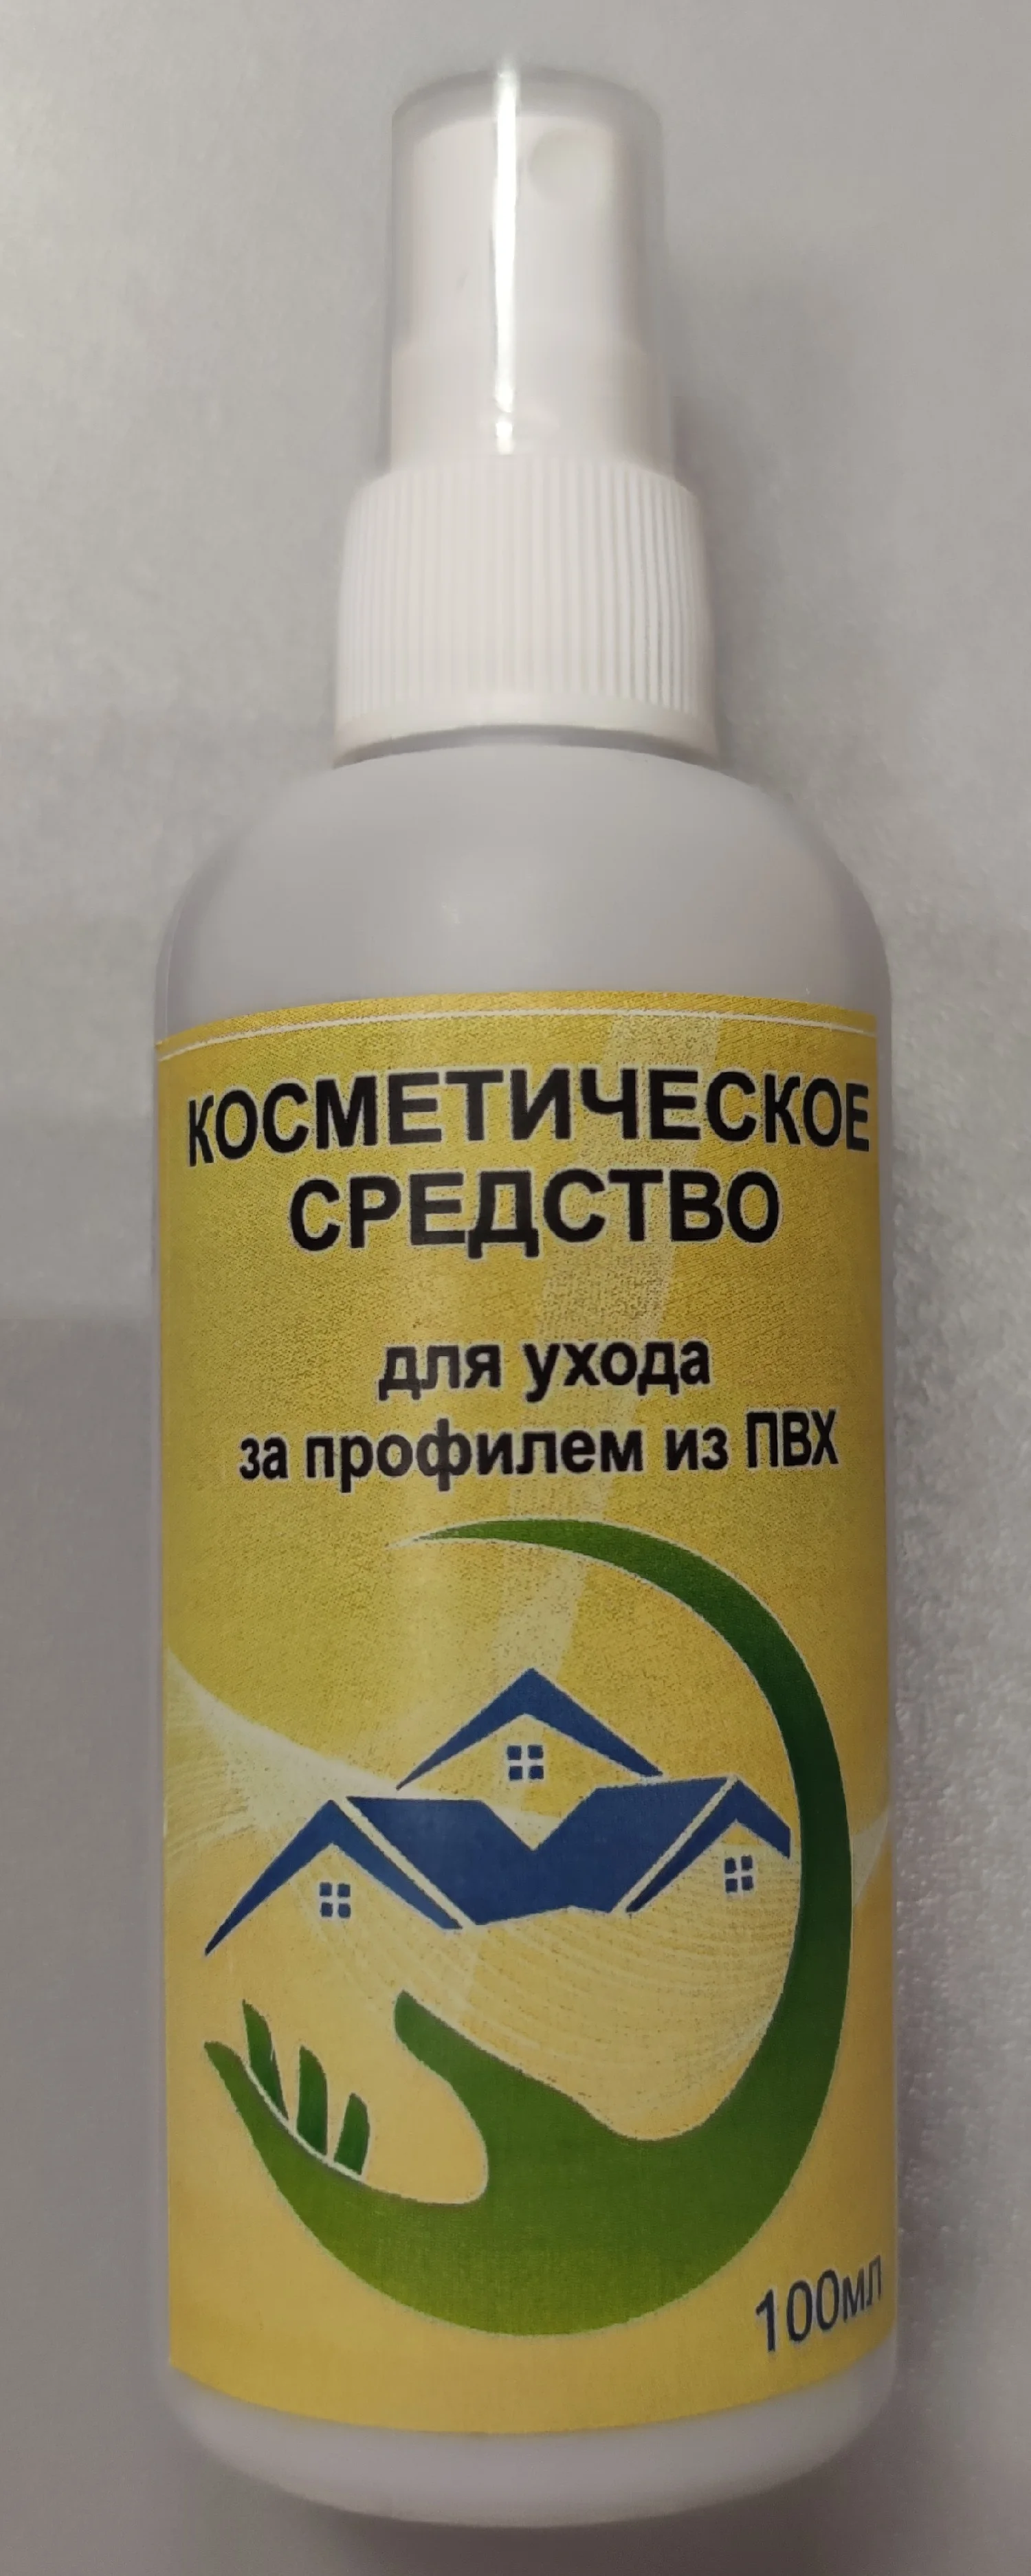 КОСМЕТИЧЕСКОЕ
СРЕДСТВО
для ухода
за профилем из ПВХ
100мл